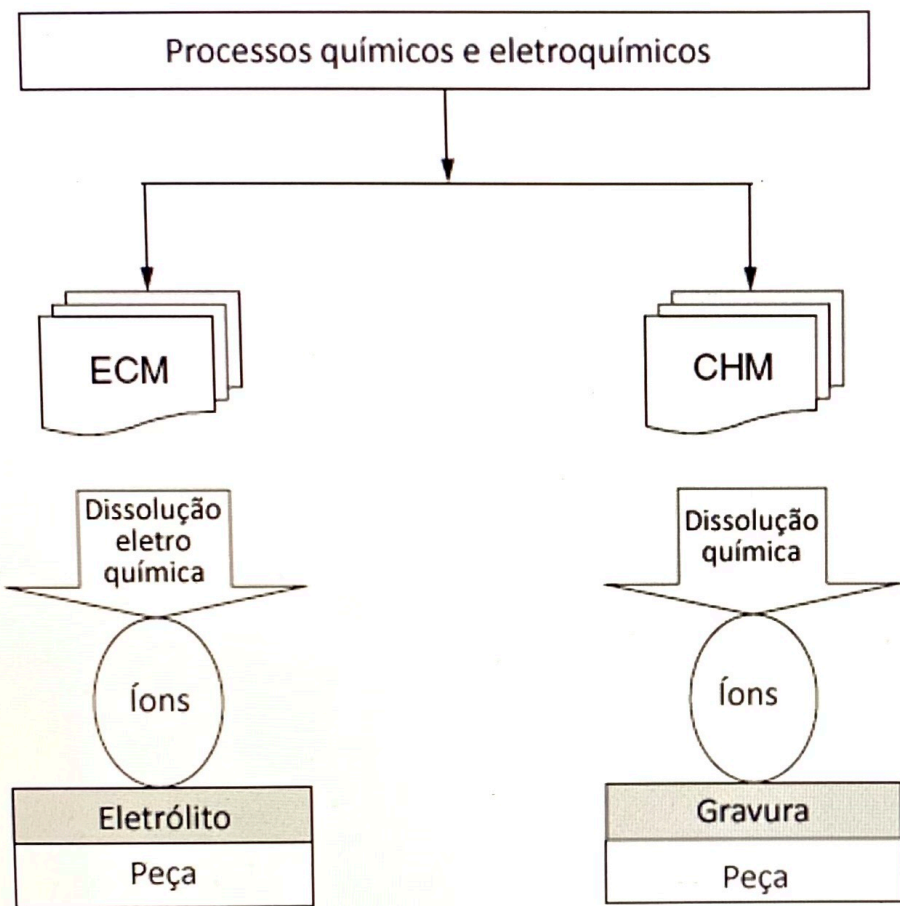 Processos químicos e eletroquímicos
ECM
CHM
Dissolução
eletro
química
Dissolução
química
Íons
Íons
Eletrólito
Gravura
Peça
Peça